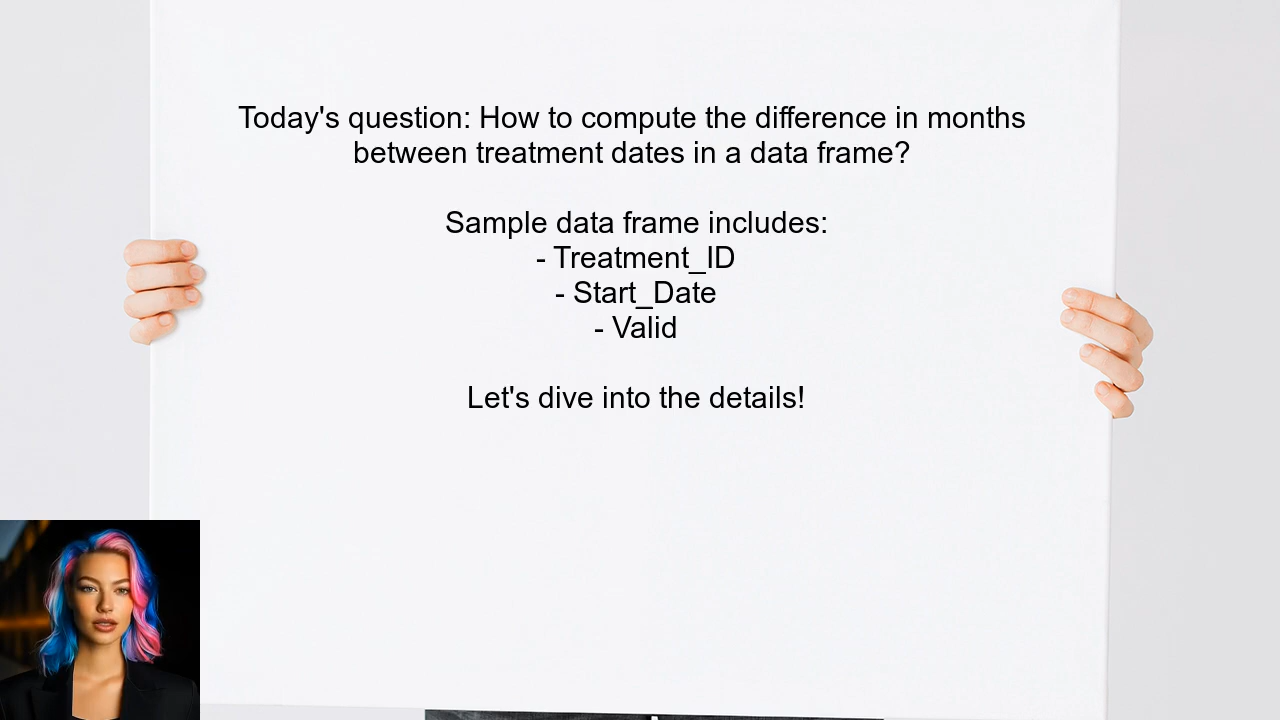 Today's question: How to compute the difference in months
between treatment dates in a data frame?
Sample data frame includes:
- Treatment_ID
- Start_Date
- Valid
Let's dive into the details!